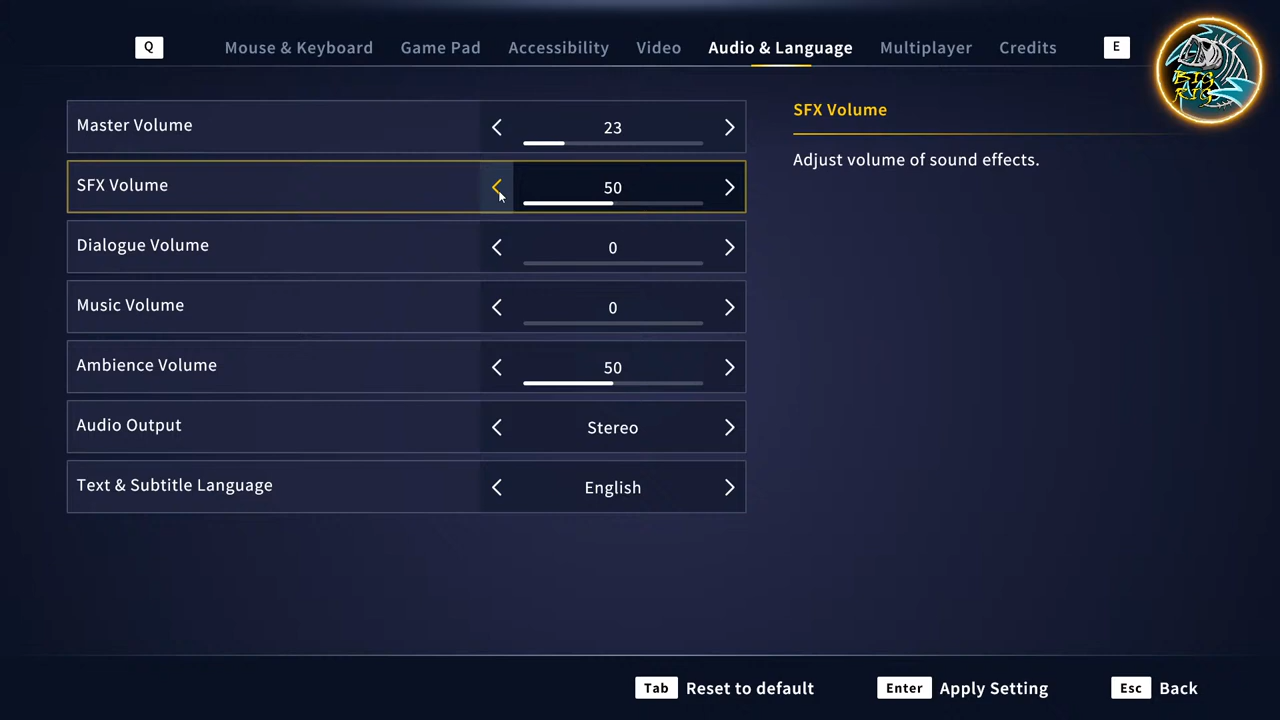 Q Mouse & Keyboard Game Pad Accessibility Video Audio & Language Multiplayer Credits E
BIG
RIG
Master Volume 23
SFX Volume 50
Dialogue Volume 0
Music Volume 0
Ambience Volume 50
Audio Output Stereo
Text & Subtitle Language English
SFX Volume
Adjust volume of sound effects.
Tab Reset to default Enter Apply Setting Esc Back